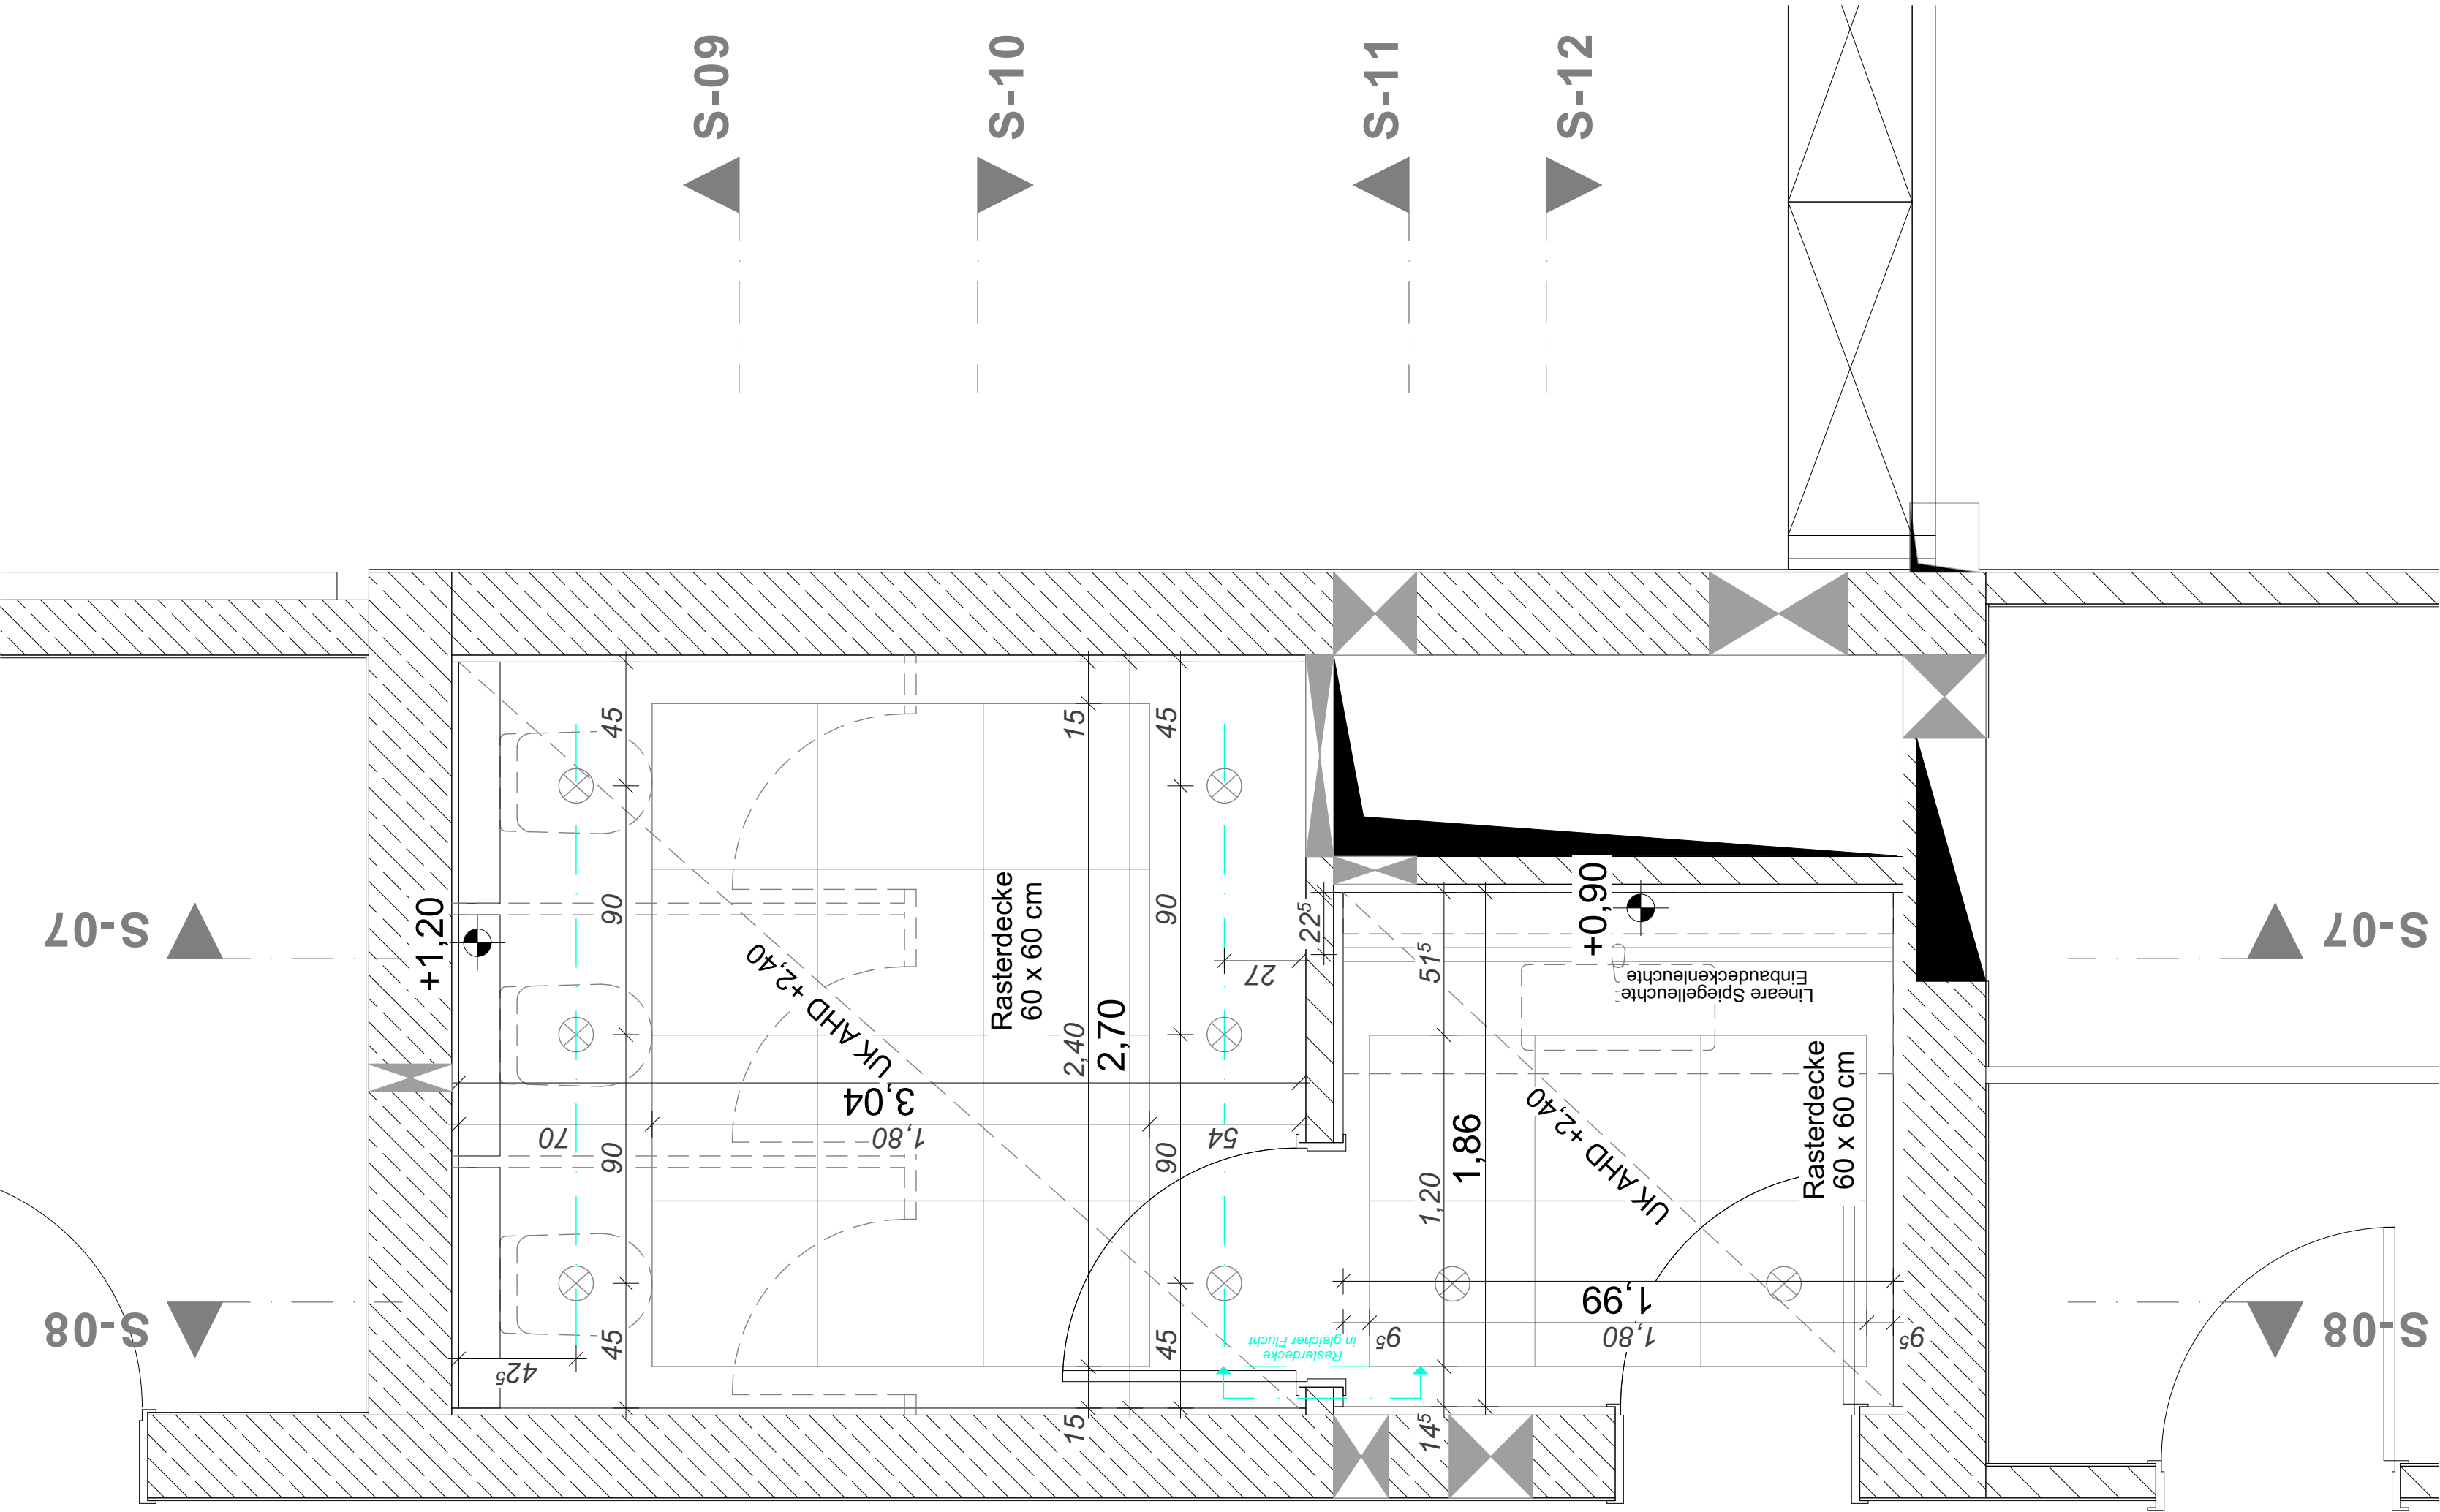 S-09
S-10
S-11
S-12
S-07
S-07
S-08
S-08
+1,20
+0,90
45
90
90
45
15
2,40
2,70
15
45
90
90
45
Rasterdecke
60 x 60 cm
UK AHD +2,40
3,04
70
1,80
54
42⁵
27
22⁵
51⁵
1,20
1,86
14⁵
Lineare Spiegelleuchte
Einbaudeckenleuchte
Rasterdecke
60 x 60 cm
UK AHD +2,40
1,99
9⁵
1,80
9⁵
Rasterdecke
in gleicher Flucht